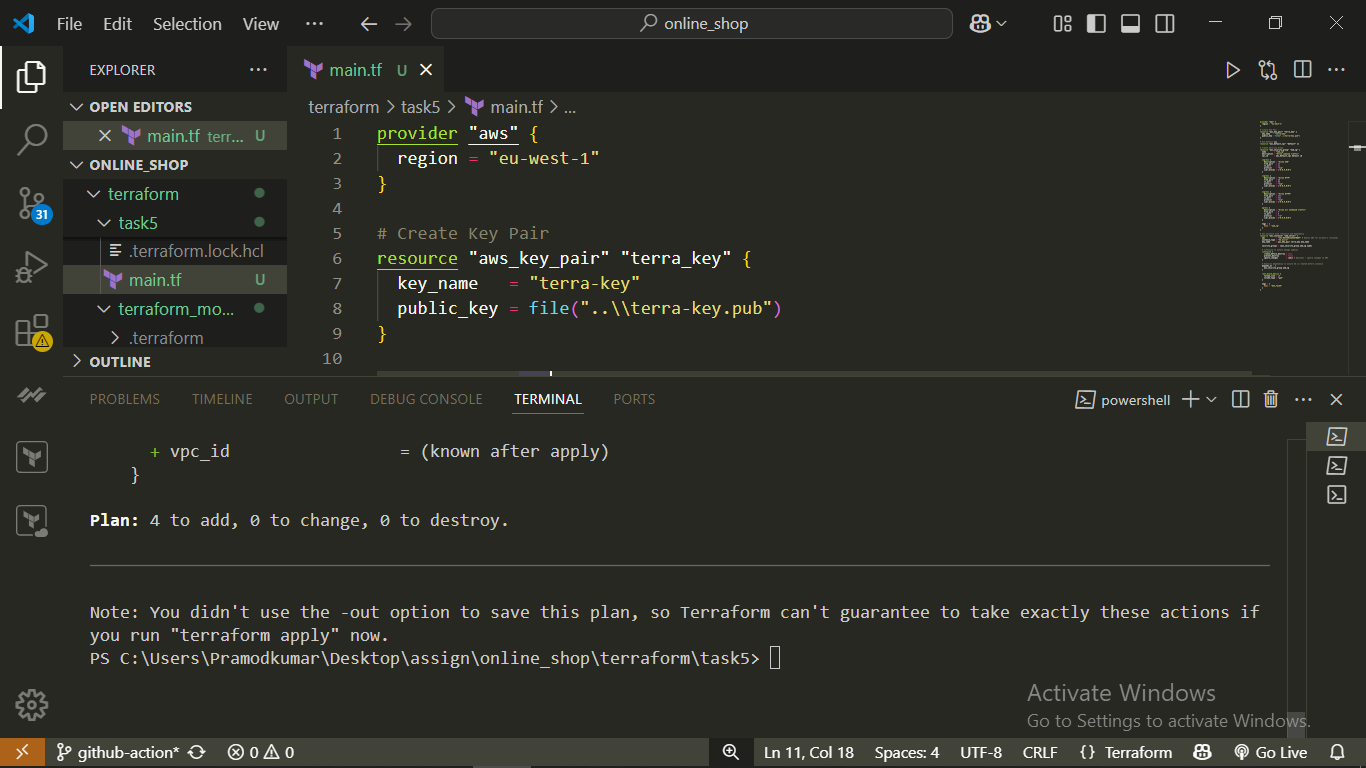 File Edit Selection View ··· online_shop
EXPLORER ···
OPEN EDITORS
main.tf terr... U
ONLINE_SHOP
terraform
task5
.terraform.lock.hcl
main.tf U
terraform_mo...
.terraform
OUTLINE
31
main.tf U
terraform > task5 > main.tf > ...
1 provider "aws" {
2 region = "eu-west-1"
3 }
4
5 # Create Key Pair
6 resource "aws_key_pair" "terra_key" {
7 key_name = "terra-key"
8 public_key = file("..\\terra-key.pub")
9 }
10
PROBLEMS TIMELINE OUTPUT DEBUG CONSOLE TERMINAL PORTS powershell
+ vpc_id = (known after apply)
}
Plan: 4 to add, 0 to change, 0 to destroy.
Note: You didn't use the -out option to save this plan, so Terraform can't guarantee to take exactly these actions if
you run "terraform apply" now.
PS C:\Users\Pramodkumar\Desktop\assign\online_shop\terraform\task5>
Activate Windows
Go to Settings to activate Windows.
github-action* 0 0 Ln 11, Col 18 Spaces: 4 UTF-8 CRLF {} Terraform Go Live